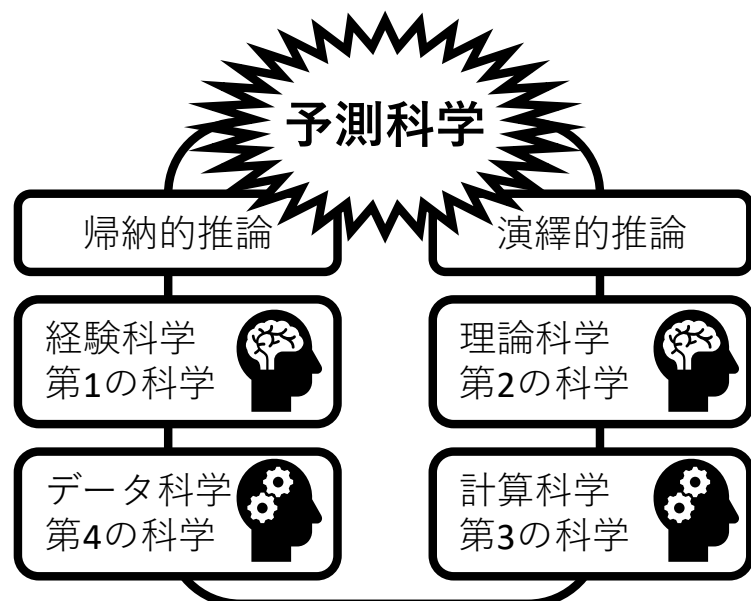 予測科学
帰納的推論
演繹的推論
経験科学
第1の科学
理論科学
第2の科学
データ科学
第4の科学
計算科学
第3の科学